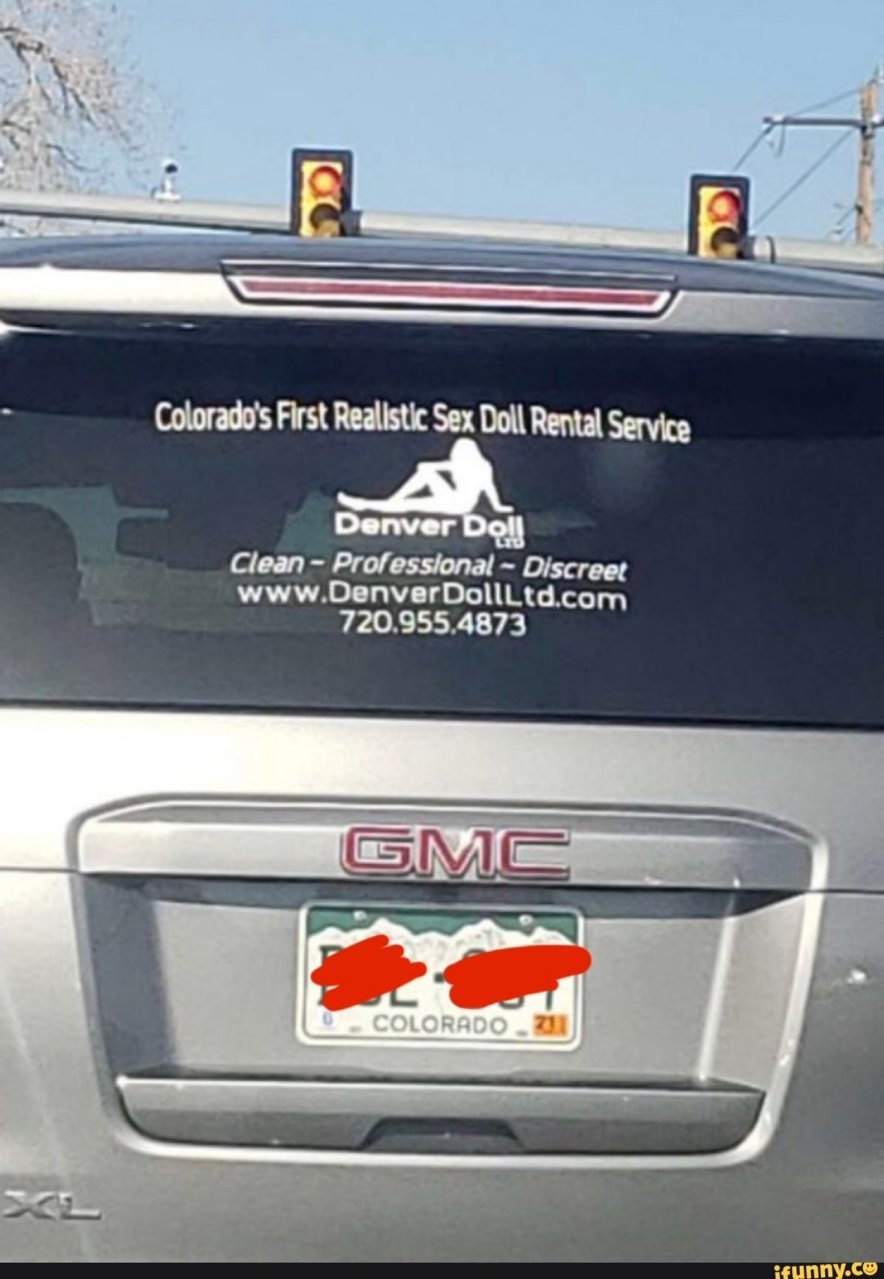 Colorado's First Realistic Sex Doll Rental Service
Denver Doll
LTD
Clean ~ Professional ~ Discreet
www.DenverDollLtd.com
720.955.4873
GMC
COLORADO
21
XL
ifunny.co